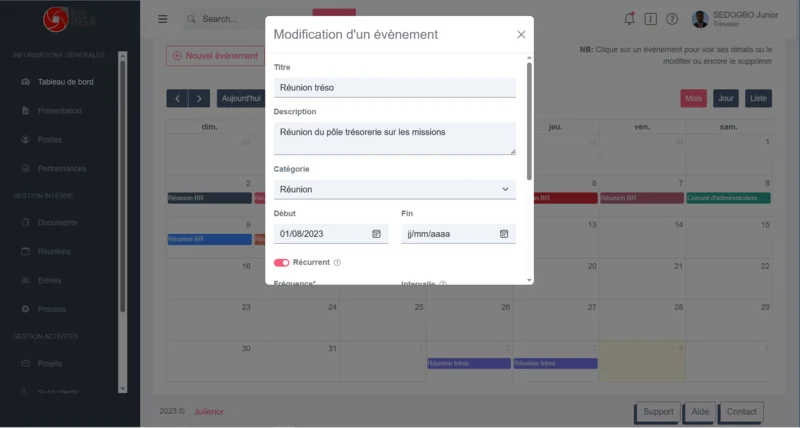 INSA
Search...
SEDOGBO Junior
Trésorier
INFORMATIONS GÉNÉRALES
Tableau de bord
Présentation
Poèles
Performances
GESTION INTERNE
Documents
Réunions
Elèves
Process
GESTION ACTIVITÉS
Projets
Nouvel évènement
NB: Clique sur un évènement pour voir ses détails ou le
modifier ou encore le supprimer
Aujourd'hui
Mois
Jour
Liste
dim.
jeu.
ven.
sam.
1
2
6
7
8
Réunion BR
Réunion BR
Conseil d'administration
9
13
14
15
Réunion BR
16
20
21
22
23
24
25
26
27
28
29
30
31
1
2
3
4
5
Réunion tréso
Réunion tréso
Modification d'un évènement
Titre
Réunion tréso
Description
Réunion du pôle trésorerie sur les missions
Catégorie
Réunion
Début
Fin
01/08/2023
jj/mm/aaaa
Récurrent
Fréquence*
Intervalle
2023 ©
Julienor
Support
Aide
Contact